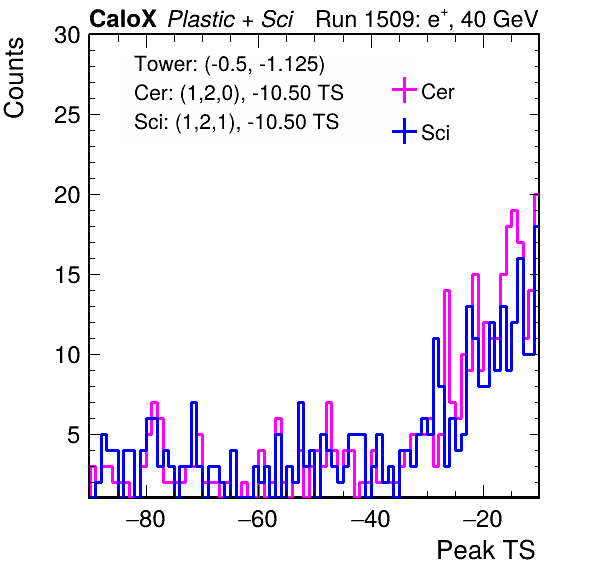 CaloX Plastic + Sci Run 1509: e⁺, 40 GeV
Counts
30
25
20
15
10
5
Tower: (-0.5, -1.125)
Cer: (1,2,0), -10.50 TS
Sci: (1,2,1), -10.50 TS
Cer
Sci
−80 −60 −40 −20
Peak TS